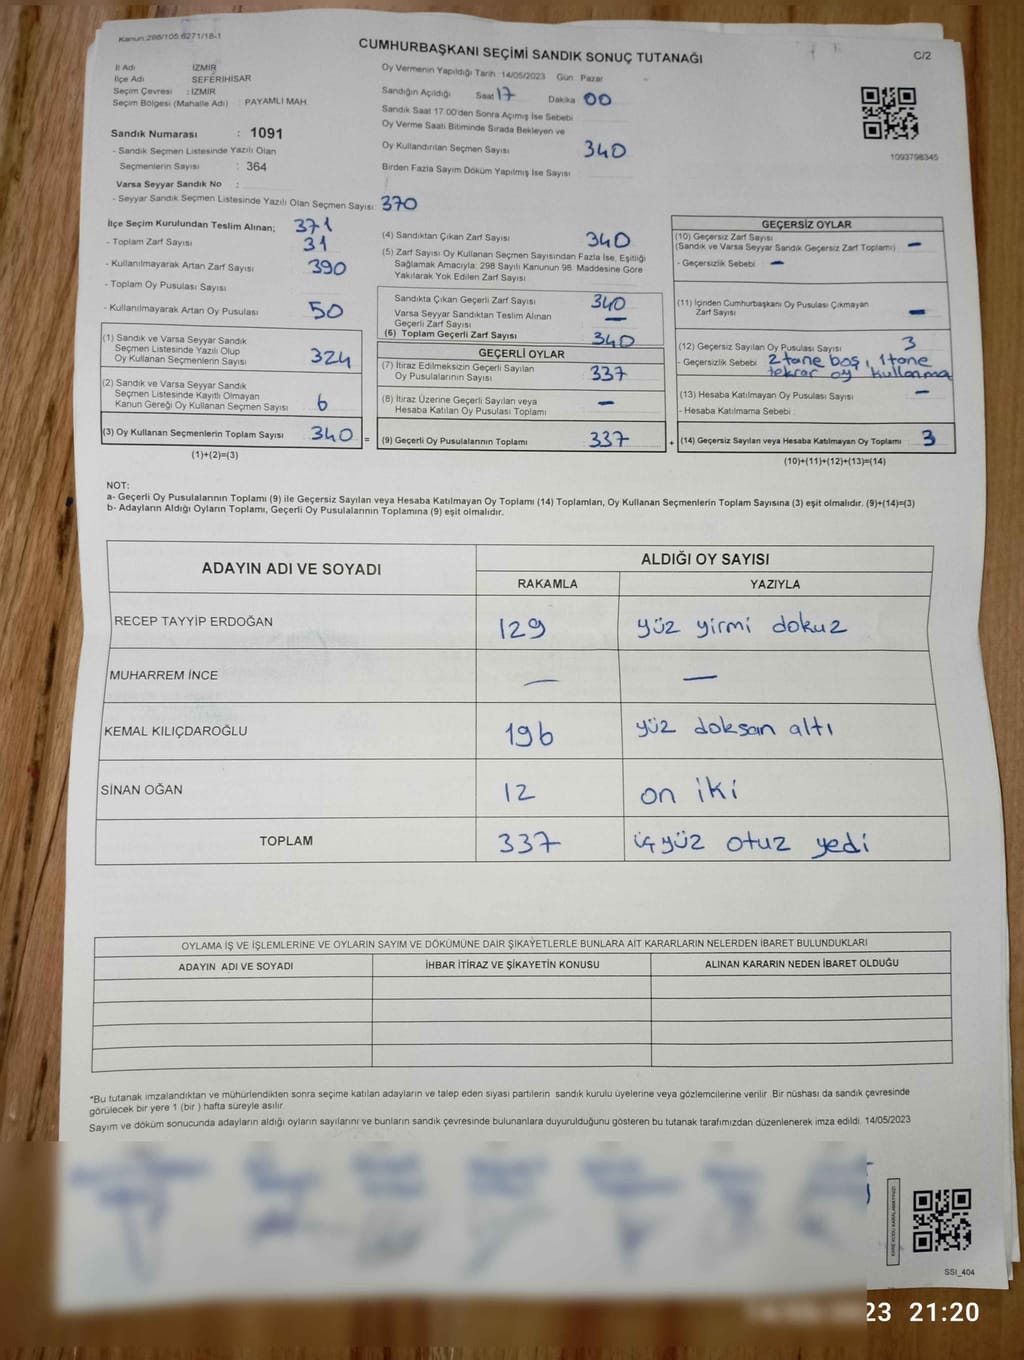 Kanun:298/105,6271/18-1
CUMHURBAŞKANI SEÇİMİ SANDIK SONUÇ TUTANAĞI
C/2
İl Adı : İZMİR
İlçe Adı : SEFERİHİSAR
Seçim Çevresi : İZMİR
Seçim Bölgesi (Mahalle Adı) : PAYAMLI MAH.
Sandık Numarası : 1091
- Sandık Seçmen Listesinde Yazılı Olan
Seçmenlerin Sayısı : 364
Varsa Seyyar Sandık No :
- Seyyar Sandık Seçmen Listesinde Yazılı Olan Seçmen Sayısı: 370
Oy Vermenin Yapıldığı Tarih : 14/05/2023 Gün : Pazar
Sandığın Açıldığı Saat 17 Dakika 00
Sandık Saat 17.00'den Sonra Açımış İse Sebebi
Oy Verme Saati Bitiminde Sırada Bekleyen ve
Oy Kullandırılan Seçmen Sayısı 340
Birden Fazla Sayım Döküm Yapılmış İse Sayısı
1093798345
İlçe Seçim Kurulundan Teslim Alınan; 371
- Toplam Zarf Sayısı 31
- Kullanılmayarak Artan Zarf Sayısı 390
- Toplam Oy Pusulası Sayısı
- Kullanılmayarak Artan Oy Pusulası 50
(1) Sandık ve Varsa Seyyar Sandık
Seçmen Listesinde Yazılı Olup
Oy Kullanan Seçmenlerin Sayısı 324
(2) Sandık ve Varsa Seyyar Sandık
Seçmen Listesinde Kayıtlı Olmayan
Kanun Gereği Oy Kullanan Seçmen Sayısı 6
(3) Oy Kullanan Seçmenlerin Toplam Sayısı 340 =
(1)+(2)=(3)
(4) Sandıktan Çıkan Zarf Sayısı 340
(5) Zarf Sayısı Oy Kullanan Seçmen Sayısından Fazla İse, Eşitliği
Sağlamak Amacıyla; 298 Sayılı Kanunun 98. Maddesine Göre
Yakılarak Yok Edilen Zarf Sayısı
Sandıkta Çıkan Geçerli Zarf Sayısı 340
Varsa Seyyar Sandıktan Teslim Alınan
Geçerli Zarf Sayısı —
(6) Toplam Geçerli Zarf Sayısı 340
GEÇERLİ OYLAR
(7) İtiraz Edilmeksizin Geçerli Sayılan
Oy Pusulalarının Sayısı 337
(8) İtiraz Üzerine Geçerli Sayılan veya
Hesaba Katılan Oy Pusulası Toplamı —
(9) Geçerli Oy Pusulalarının Toplamı 337 +
GEÇERSİZ OYLAR
(10) Geçersiz Zarf Sayısı
(Sandık ve Varsa Seyyar Sandık Geçersiz Zarf Toplamı) —
- Geçersizlik Sebebi : —
(11) İçinden Cumhurbaşkanı Oy Pusulası Çıkmayan
Zarf Sayısı —
(12) Geçersiz Sayılan Oy Pusulası Sayısı 3
- Geçersizlik Sebebi : 2 tane boş, 1 tane
tekrar oy kullanma
(13) Hesaba Katılmayan Oy Pusulası Sayısı —
- Hesaba Katılmama Sebebi :
(14) Geçersiz Sayılan veya Hesaba Katılmayan Oy Toplamı 3
(10)+(11)+(12)+(13)=(14)
NOT:
a- Geçerli Oy Pusulalarının Toplamı (9) ile Geçersiz Sayılan veya Hesaba Katılmayan Oy Toplamı (14) Toplamları, Oy Kullanan Seçmenlerin Toplam Sayısına (3) eşit olmalıdır. (9)+(14)=(3)
b- Adayların Aldığı Oyların Toplamı, Geçerli Oy Pusulalarının Toplamına (9) eşit olmalıdır.
ADAYIN ADI VE SOYADI
ALDIĞI OY SAYISI
RAKAMLA YAZIYLA
RECEP TAYYİP ERDOĞAN 129 yüz yirmi dokuz
MUHARREM İNCE — —
KEMAL KILIÇDAROĞLU 196 yüz doksan altı
SİNAN OĞAN 12 on iki
TOPLAM 337 üçyüz otuz yedi
OYLAMA İŞ VE İŞLEMLERİNE VE OYLARIN SAYIM VE DÖKÜMÜNE DAİR ŞİKAYETLERLE BUNLARA AİT KARARLARIN NELERDEN İBARET BULUNDUKLARI
ADAYIN ADI VE SOYADI İHBAR İTİRAZ VE ŞİKAYETİN KONUSU ALINAN KARARIN NEDEN İBARET OLDUĞU
*Bu tutanak imzalandıktan ve mühürlendikten sonra seçime katılan adayların ve talep eden siyasi partilerin sandık kurulu üyelerine veya gözlemcilerine verilir. Bir nüshası da sandık çevresinde
görülecek bir yere 1 (bir ) hafta süreyle asılır.
Sayım ve döküm sonucunda adayların aldığı oyların sayılarını ve bunların sandık çevresinde bulunanlara duyurulduğunu gösteren bu tutanak tarafımızdan düzenlenerek imza edildi. 14/05/2023
SSI_404
23 21:20